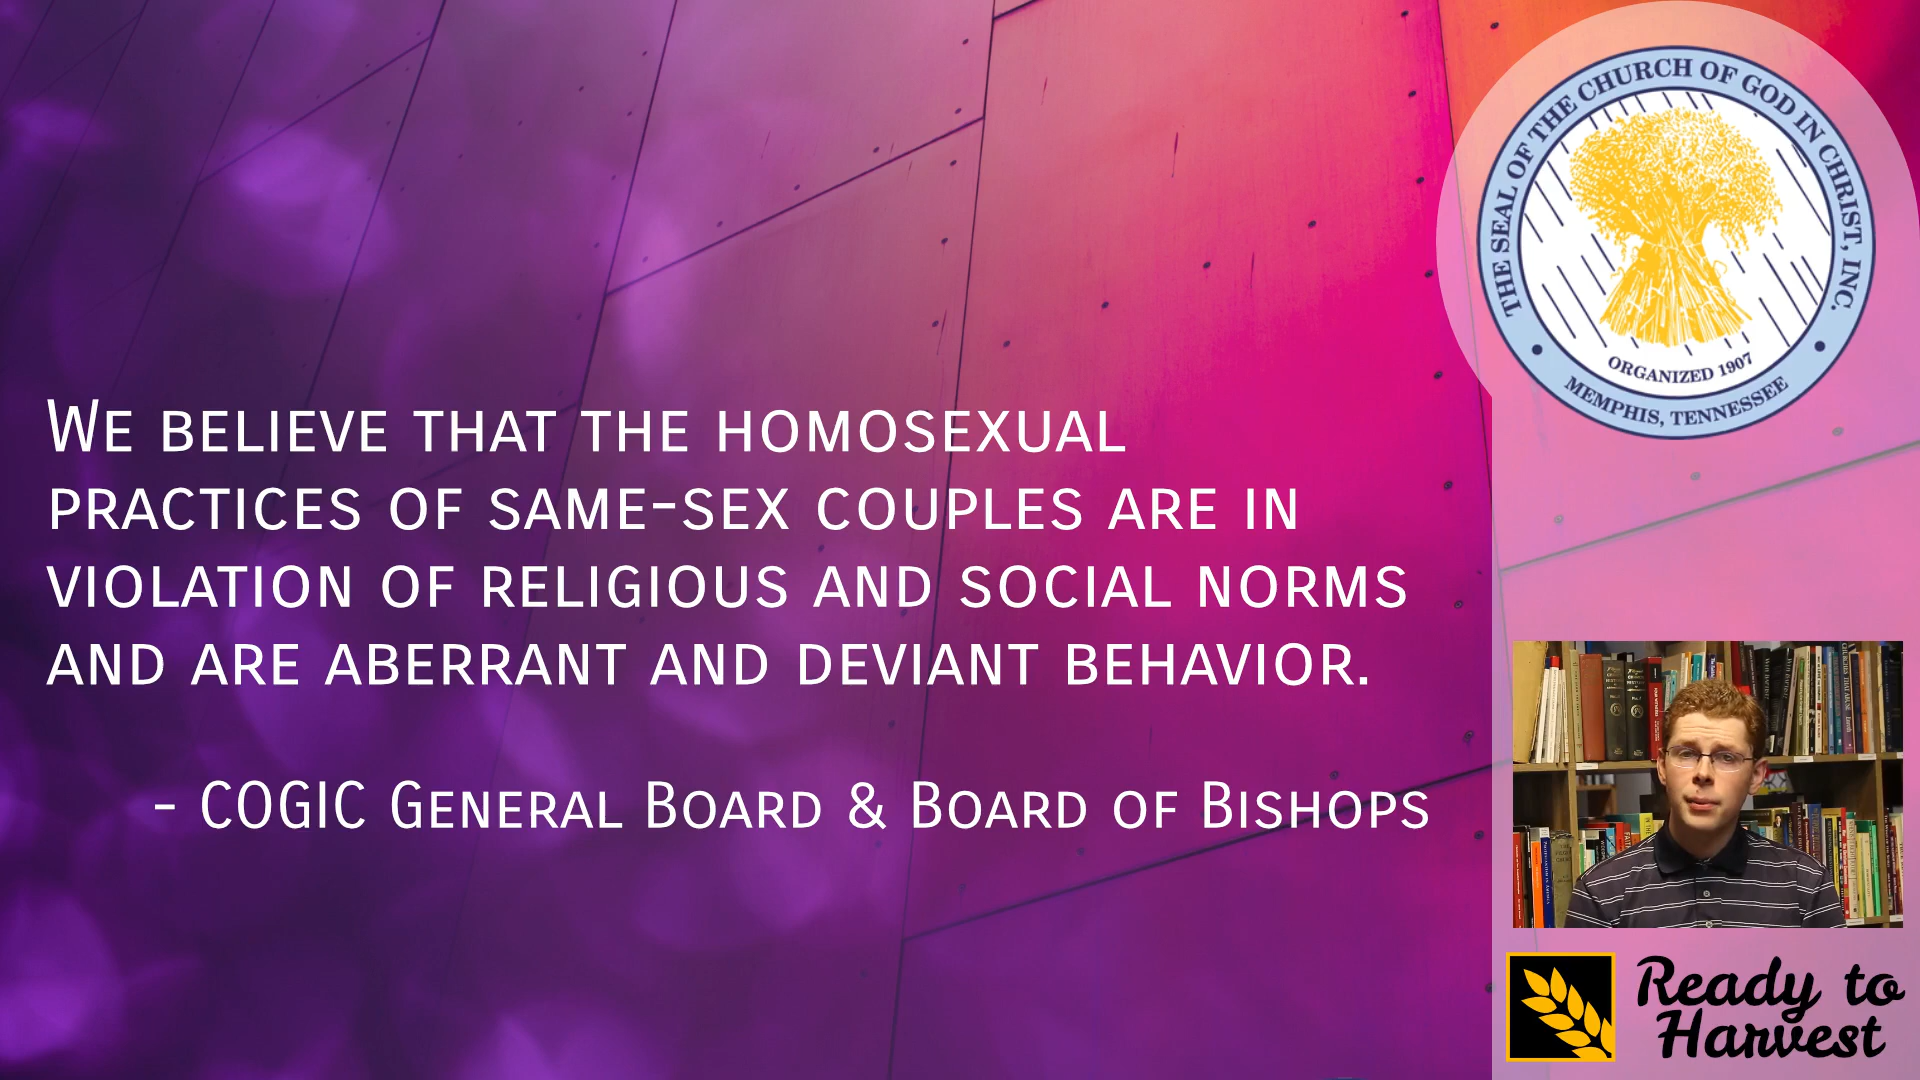 THE SEAL OF THE CHURCH OF GOD IN CHRIST, INC.
ORGANIZED 1907
MEMPHIS, TENNESSEE
We believe that the homosexual
practices of same-sex couples are in
violation of religious and social norms
and are aberrant and deviant behavior.
- COGIC General Board & Board of Bishops
Ready to
Harvest